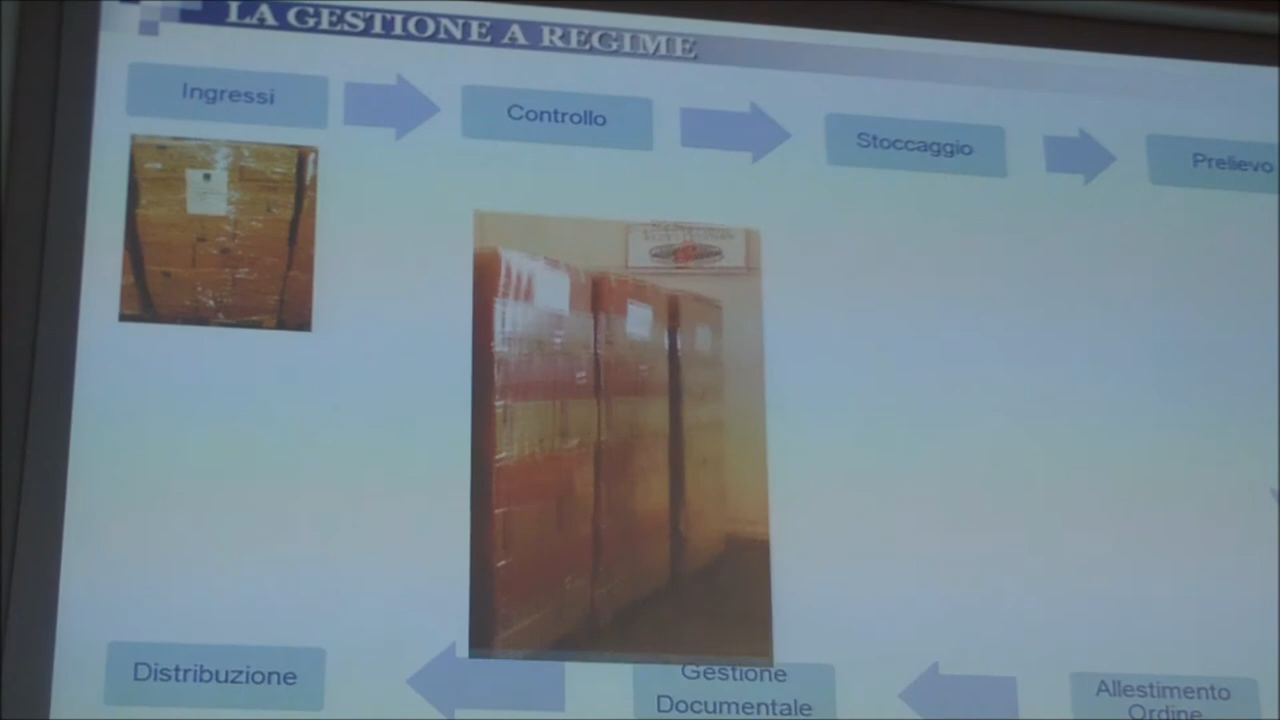 LA GESTIONE A REGIME
Ingressi
Controllo
Stoccaggio
Prelievo
Distribuzione
Gestione
Documentale
Allestimento
Ordine